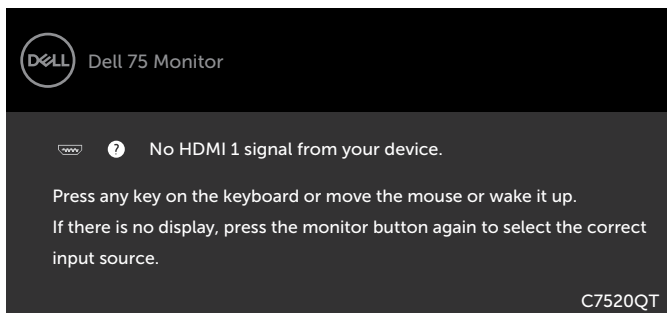 DELL Dell 75 Monitor
? No HDMI 1 signal from your device.
Press any key on the keyboard or move the mouse or wake it up.
If there is no display, press the monitor button again to select the correct
input source.
C7520QT